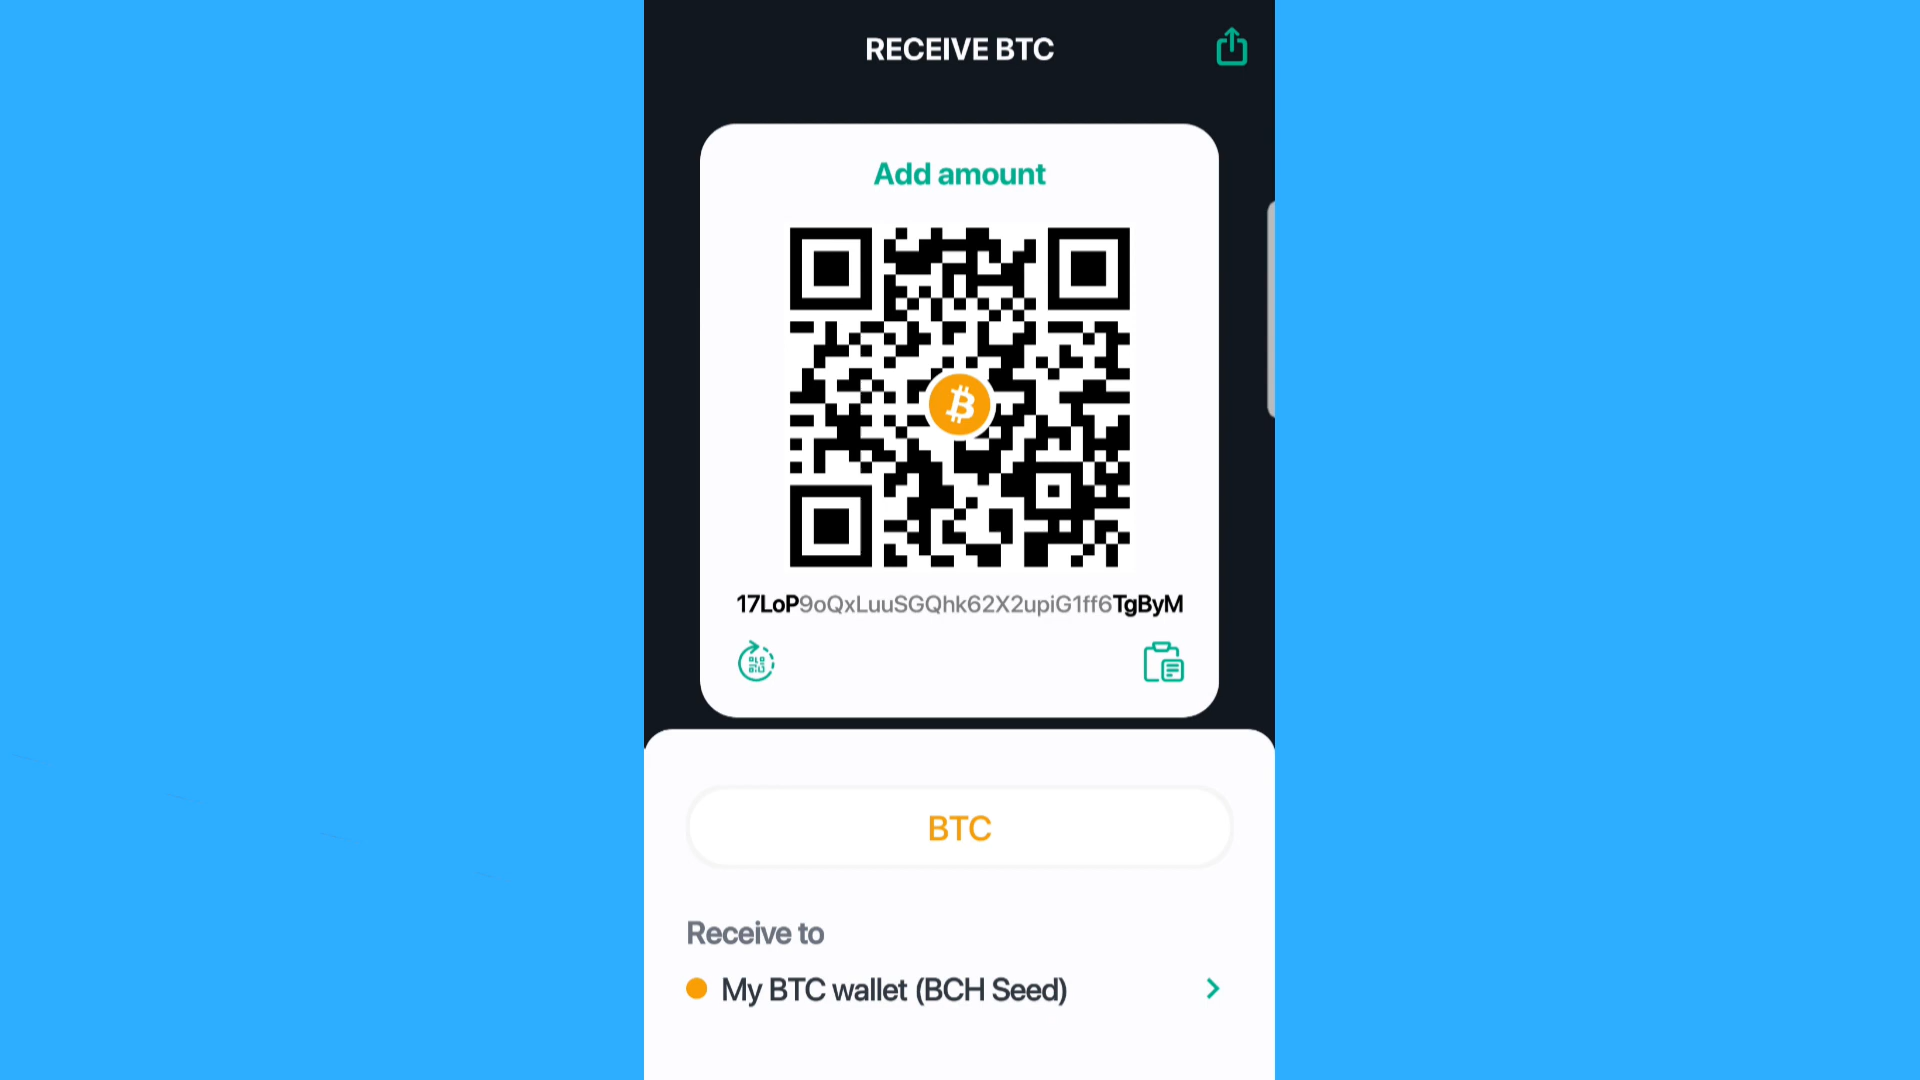 RECEIVE BTC
Add amount
17LoP9oQxLuuSGQhk62X2upiG1ff6TgByM
BTC
Receive to
My BTC wallet (BCH Seed)